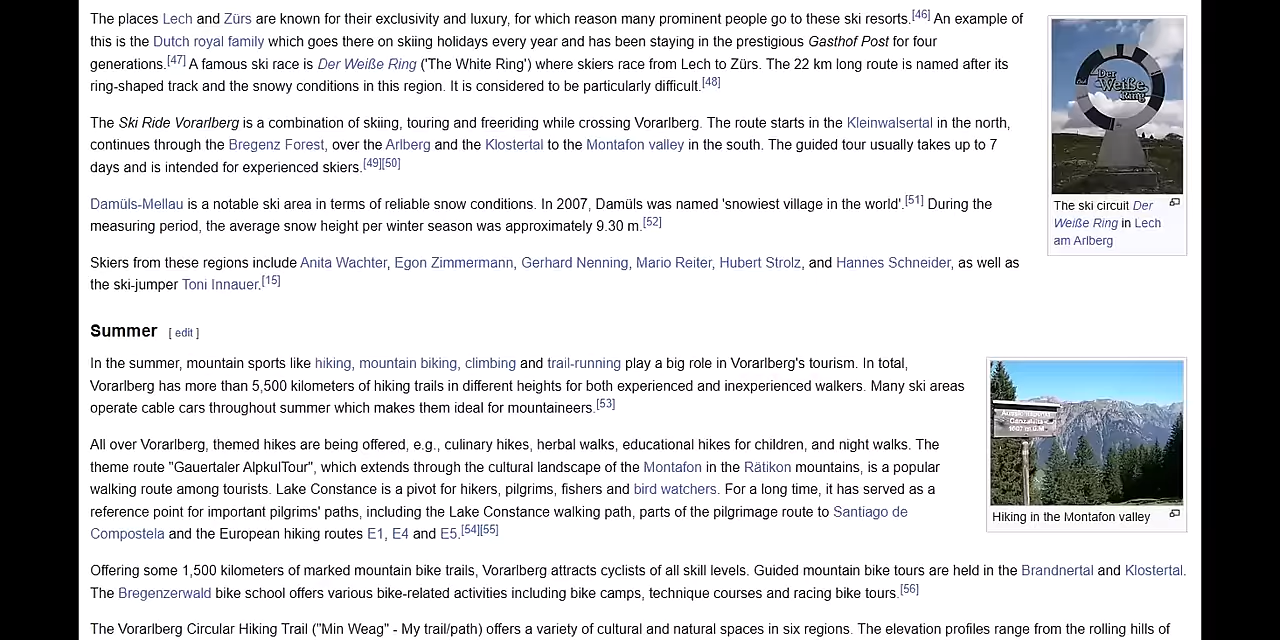 The places Lech and Zürs are known for their exclusivity and luxury, for which reason many prominent people go to these ski resorts.[46] An example of
this is the Dutch royal family which goes there on skiing holidays every year and has been staying in the prestigious Gasthof Post for four
generations.[47] A famous ski race is Der Weiße Ring ('The White Ring') where skiers race from Lech to Zürs. The 22 km long route is named after its
ring-shaped track and the snowy conditions in this region. It is considered to be particularly difficult.[48]
Der
Weiße
Ring
The ski circuit Der
Weiße Ring in Lech
am Arlberg
The Ski Ride Vorarlberg is a combination of skiing, touring and freeriding while crossing Vorarlberg. The route starts in the Kleinwalsertal in the north,
continues through the Bregenz Forest, over the Arlberg and the Klostertal to the Montafon valley in the south. The guided tour usually takes up to 7
days and is intended for experienced skiers.[49][50]
Damüls-Mellau is a notable ski area in terms of reliable snow conditions. In 2007, Damüls was named 'snowiest village in the world'.[51] During the
measuring period, the average snow height per winter season was approximately 9.30 m.[52]
Skiers from these regions include Anita Wachter, Egon Zimmermann, Gerhard Nenning, Mario Reiter, Hubert Strolz, and Hannes Schneider, as well as
the ski-jumper Toni Innauer.[15]
Summer [ edit ]
In the summer, mountain sports like hiking, mountain biking, climbing and trail-running play a big role in Vorarlberg's tourism. In total,
Vorarlberg has more than 5,500 kilometers of hiking trails in different heights for both experienced and inexperienced walkers. Many ski areas
operate cable cars throughout summer which makes them ideal for mountaineers.[53]
Hiking in the Montafon valley
All over Vorarlberg, themed hikes are being offered, e.g., culinary hikes, herbal walks, educational hikes for children, and night walks. The
theme route "Gauertaler AlpkulTour", which extends through the cultural landscape of the Montafon in the Rätikon mountains, is a popular
walking route among tourists. Lake Constance is a pivot for hikers, pilgrims, fishers and bird watchers. For a long time, it has served as a
reference point for important pilgrims' paths, including the Lake Constance walking path, parts of the pilgrimage route to Santiago de
Compostela and the European hiking routes E1, E4 and E5.[54][55]
Offering some 1,500 kilometers of marked mountain bike trails, Vorarlberg attracts cyclists of all skill levels. Guided mountain bike tours are held in the Brandnertal and Klostertal.
The Bregenzerwald bike school offers various bike-related activities including bike camps, technique courses and racing bike tours.[56]
The Vorarlberg Circular Hiking Trail ("Min Weag" - My trail/path) offers a variety of cultural and natural spaces in six regions. The elevation profiles range from the rolling hills of